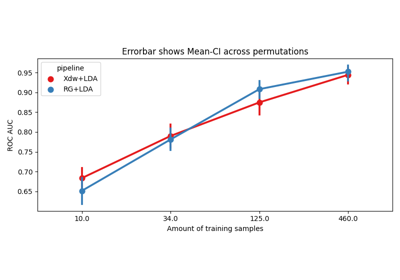 Errorbar shows Mean-CI across permutations
pipeline
Xdw+LDA
RG+LDA
ROC AUC
0.95
0.90
0.85
0.80
0.75
0.70
0.65
10.0 34.0 125.0 460.0
Amount of training samples